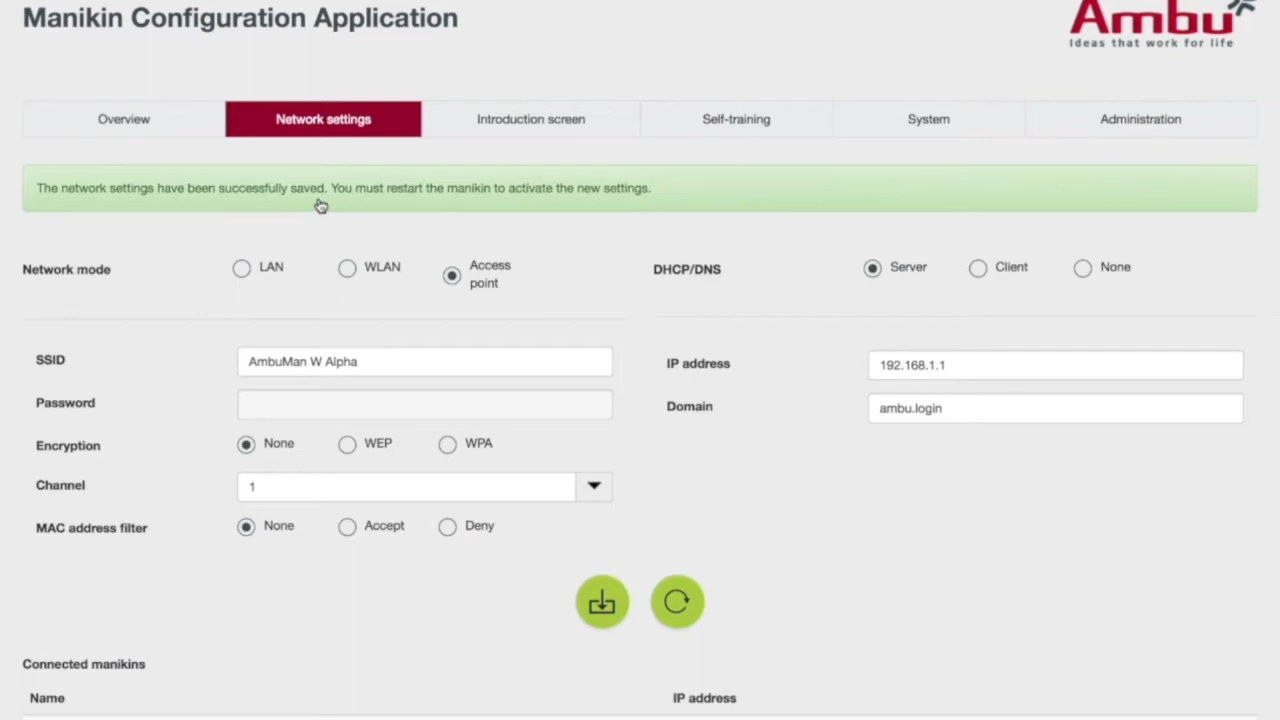 Manikin Configuration Application
Ambu
Ideas that work for life
Overview
Network settings
Introduction screen
Self-training
System
Administration
The network settings have been successfully saved. You must restart the manikin to activate the new settings.
Network mode
LAN
WLAN
Access
point
DHCP/DNS
Server
Client
None
SSID
AmbuMan W Alpha
Password
Encryption
None
WEP
WPA
Channel
1
MAC address filter
None
Accept
Deny
IP address
192.168.1.1
Domain
ambu.login
Connected manikins
Name
IP address